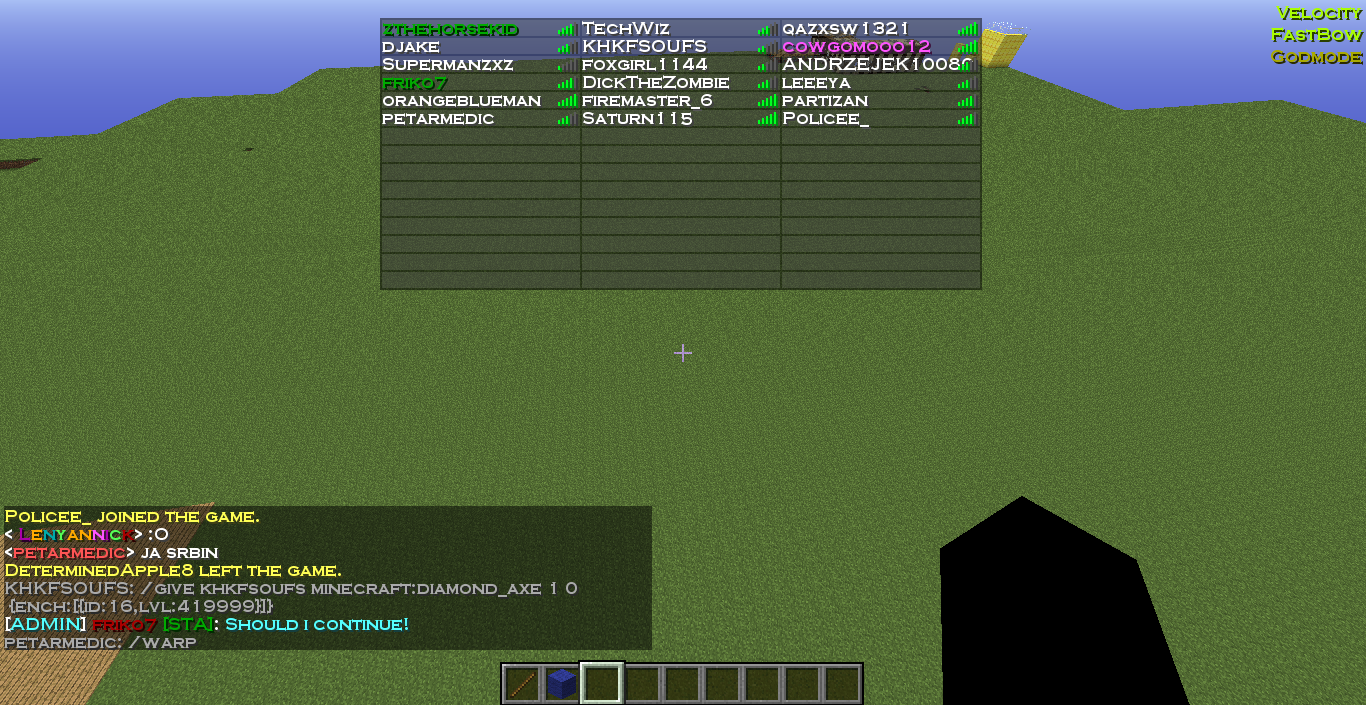 ZTHEHORSEKID TECHWIZ QAZXSW1321
DJAKE KHKFSOUFS COWGOMOOO12
SUPERMANZXZ FOXGIRL1144 ANDRZEJEK10086
FRIKO7 DICKTHEZOMBIE LEEEYA
ORANGEBLUEMAN FIREMASTER_6 PARTIZAN
PETARMEDIC SATURN115 POLICEE_
VELOCITY
FASTBOW
GODMODE
POLICEE_ JOINED THE GAME.
< LENYANNICK> :O
<PETARMEDIC> JA SRBIN
DETERMINEDAPPLE8 LEFT THE GAME.
KHKFSOUFS: /GIVE KHKFSOUFS MINECRAFT:DIAMOND_AXE 1 0
{ENCH:[{ID:16,LVL:419999}]}
[ADMIN] FRIKO7 [STA]: SHOULD I CONTINUE!
PETARMEDIC: /WARP